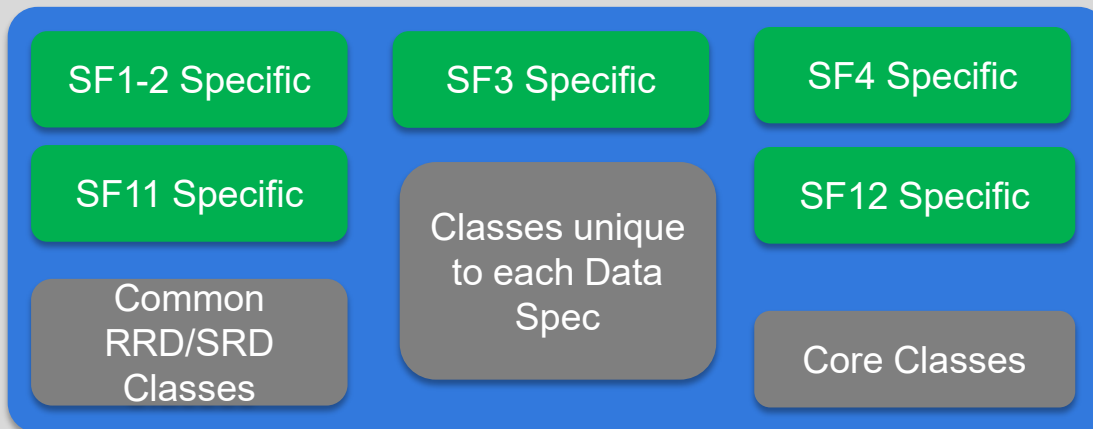 SF1-2 Specific
SF3 Specific
SF4 Specific
SF11 Specific
SF12 Specific
Classes unique
to each Data
Spec
Common
RRD/SRD
Classes
Core Classes